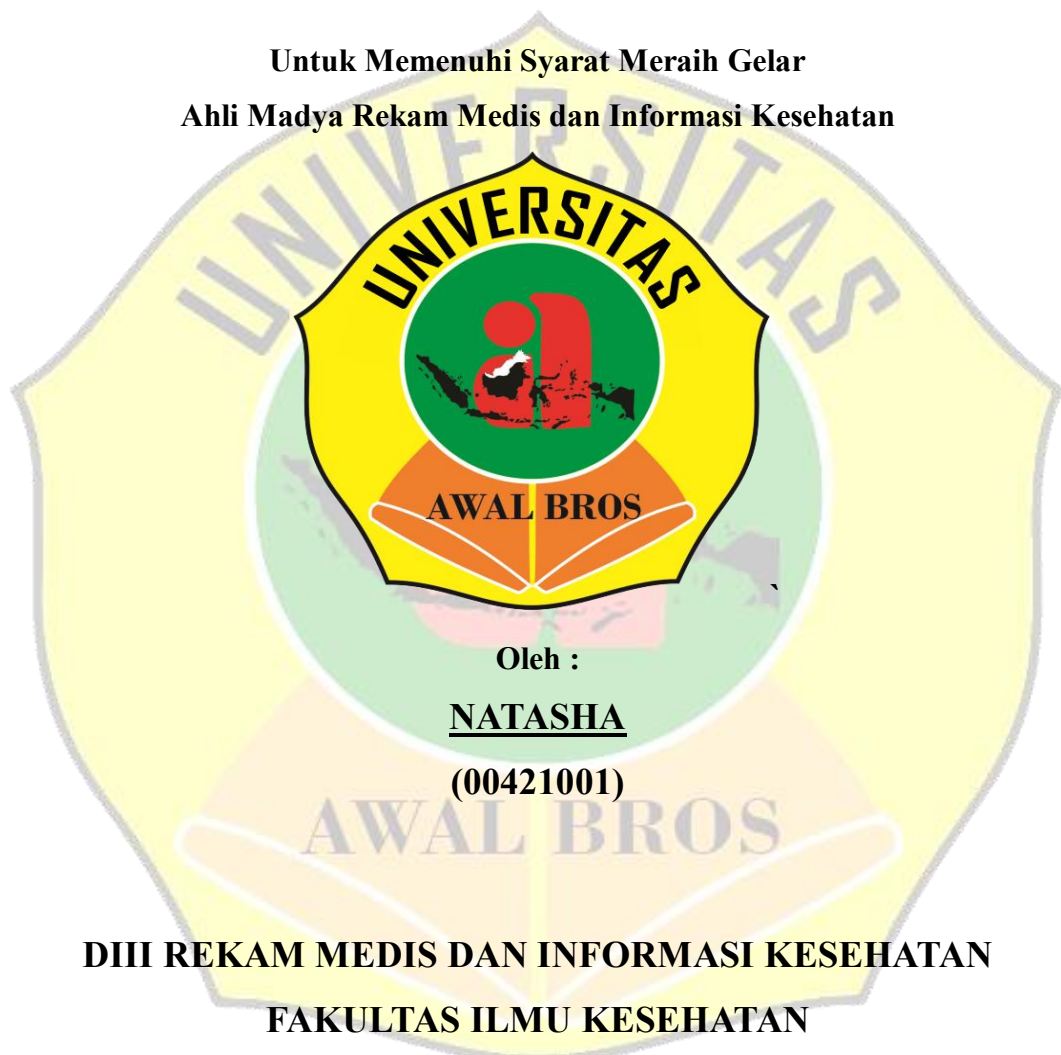 Untuk Memenuhi Syarat Meraih Gelar
Ahli Madya Rekam Medis dan Informasi Kesehatan
UNIVERSITAS
UNIVERSITAS
a
AWAL BROS
`
Oleh :
NATASHA
(00421001)
AWAL BROS
DIII REKAM MEDIS DAN INFORMASI KESEHATAN
FAKULTAS ILMU KESEHATAN